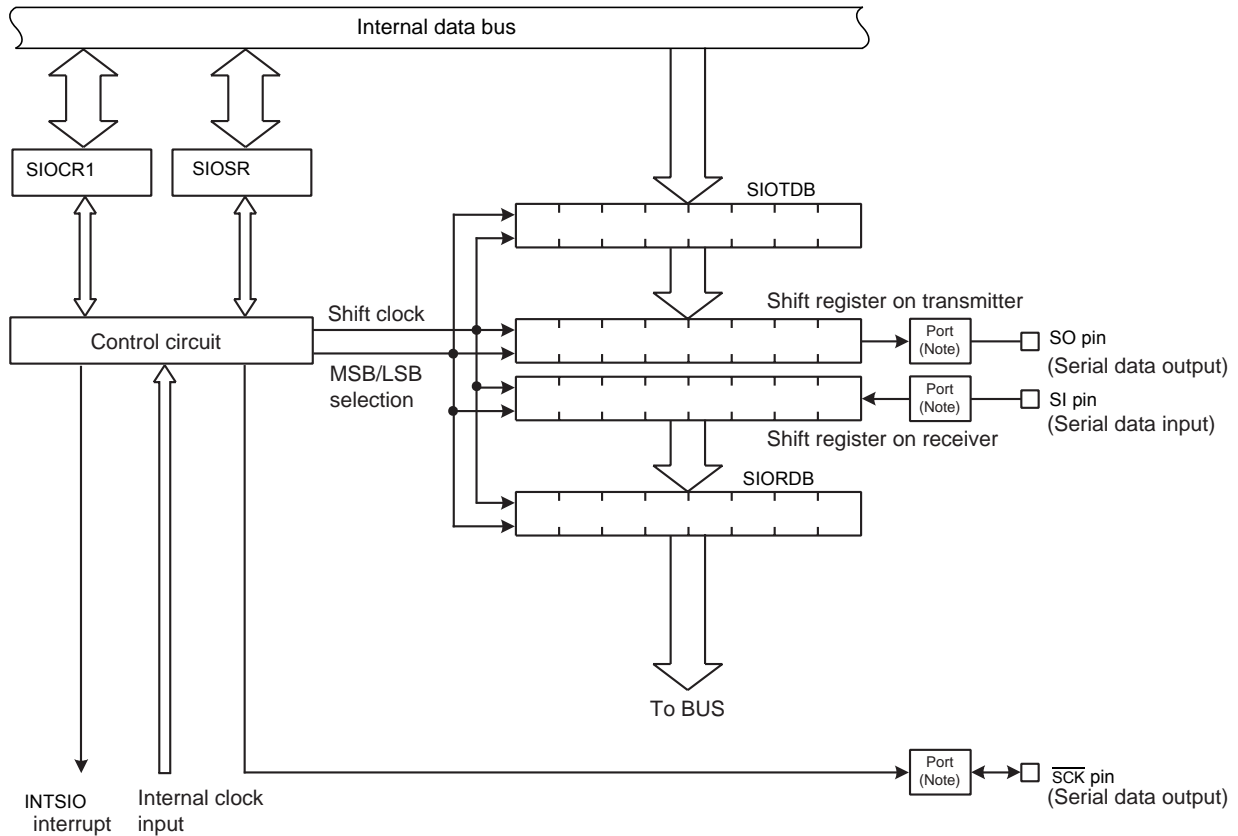 Internal data bus
SIOCR1
SIOSR
SIOTDB
Shift register on transmitter
Shift clock
Control circuit
MSB/LSB
selection
Port
(Note)
SO pin
(Serial data output)
Port
(Note)
SI pin
(Serial data input)
Shift register on receiver
SIORDB
To BUS
INTSIO
interrupt
Internal clock
input
Port
(Note)
SCK pin
(Serial data output)